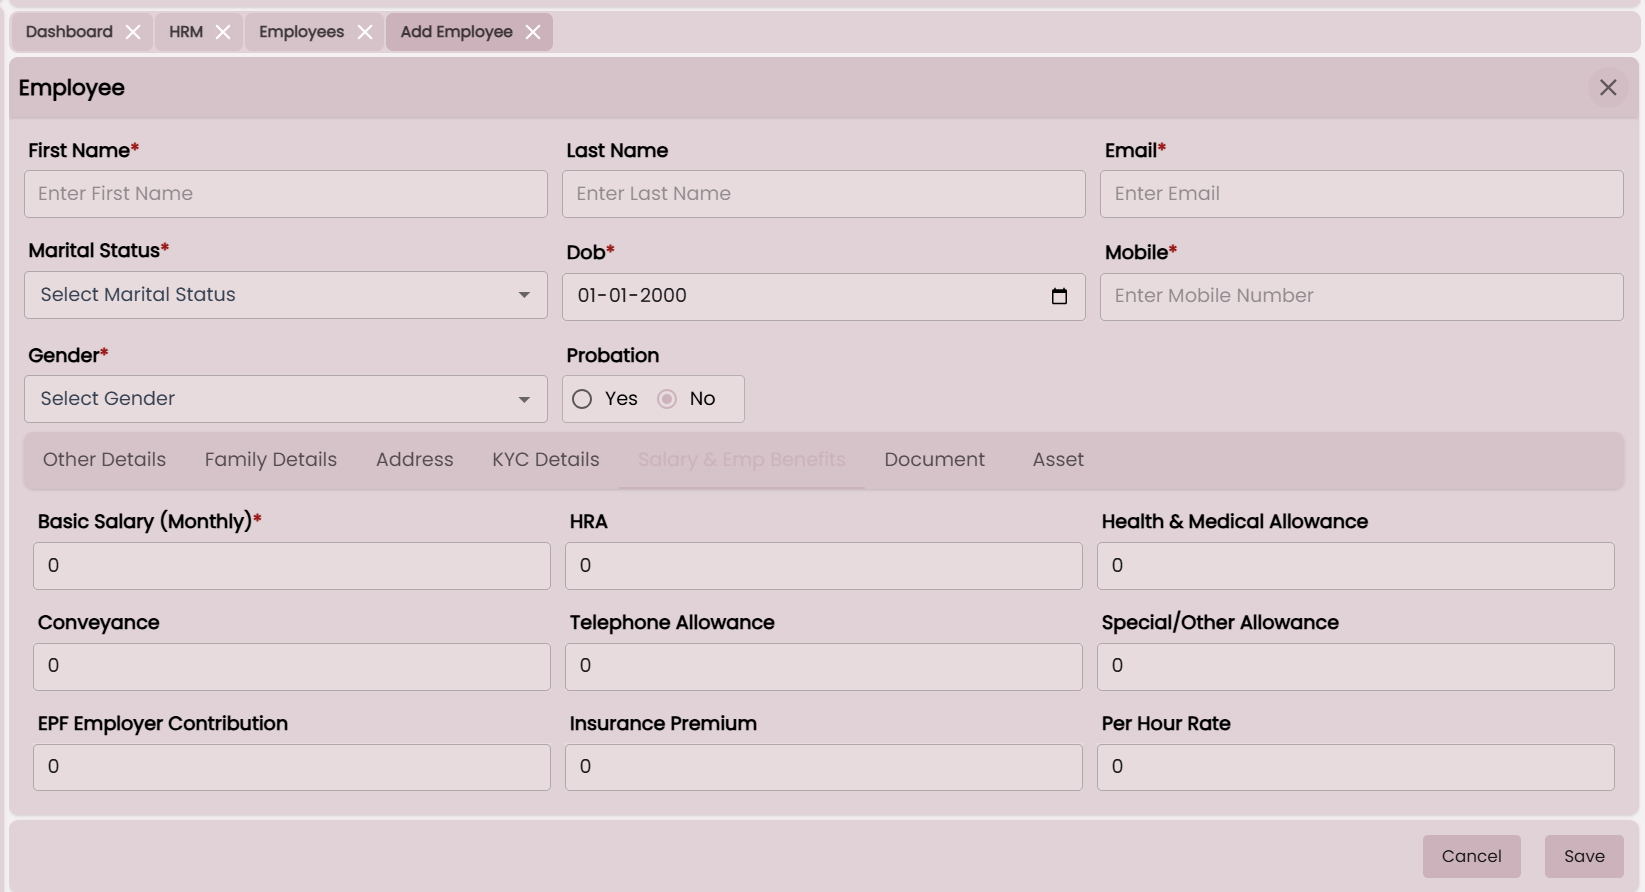 Dashboard HRM Employees Add Employee
Employee
First Name* Last Name Email*
Enter First Name Enter Last Name Enter Email
Marital Status* Dob* Mobile*
Select Marital Status 01-01-2000 Enter Mobile Number
Gender* Probation
Select Gender Yes No
Other Details Family Details Address KYC Details Salary & Emp Benefits Document Asset
Basic Salary (Monthly)* HRA Health & Medical Allowance
0 0 0
Conveyance Telephone Allowance Special/Other Allowance
0 0 0
EPF Employer Contribution Insurance Premium Per Hour Rate
0 0 0
Cancel Save